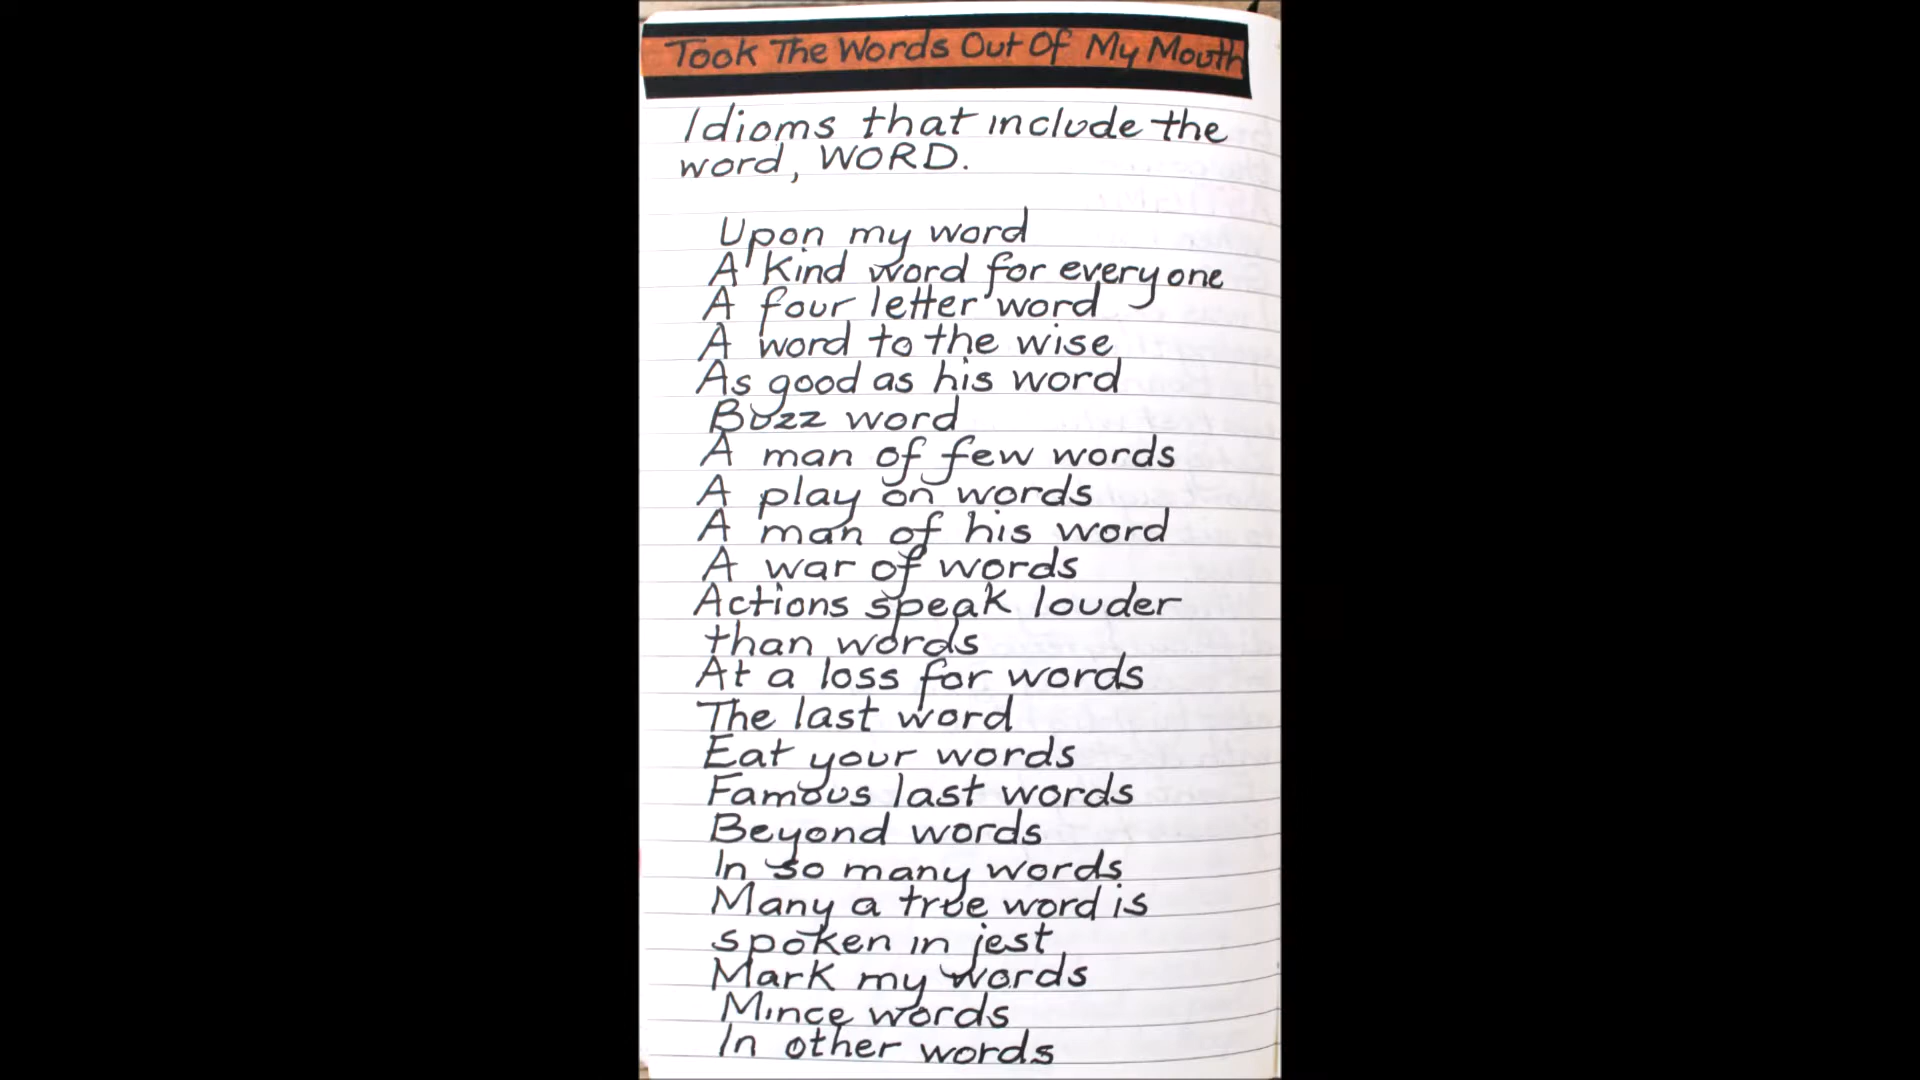 Took The Words Out Of My Mouth
Idioms that include the
word, WORD.
Upon my word
A kind word for everyone
A four letter word
A word to the wise
As good as his word
Buzz word
A man of few words
A play on words
A man of his word
A war of words
Actions speak louder
than words
At a loss for words
The last word
Eat your words
Famous last words
Beyond words
In so many words
Many a true word is
spoken in jest
Mark my words
Mince words
In other words